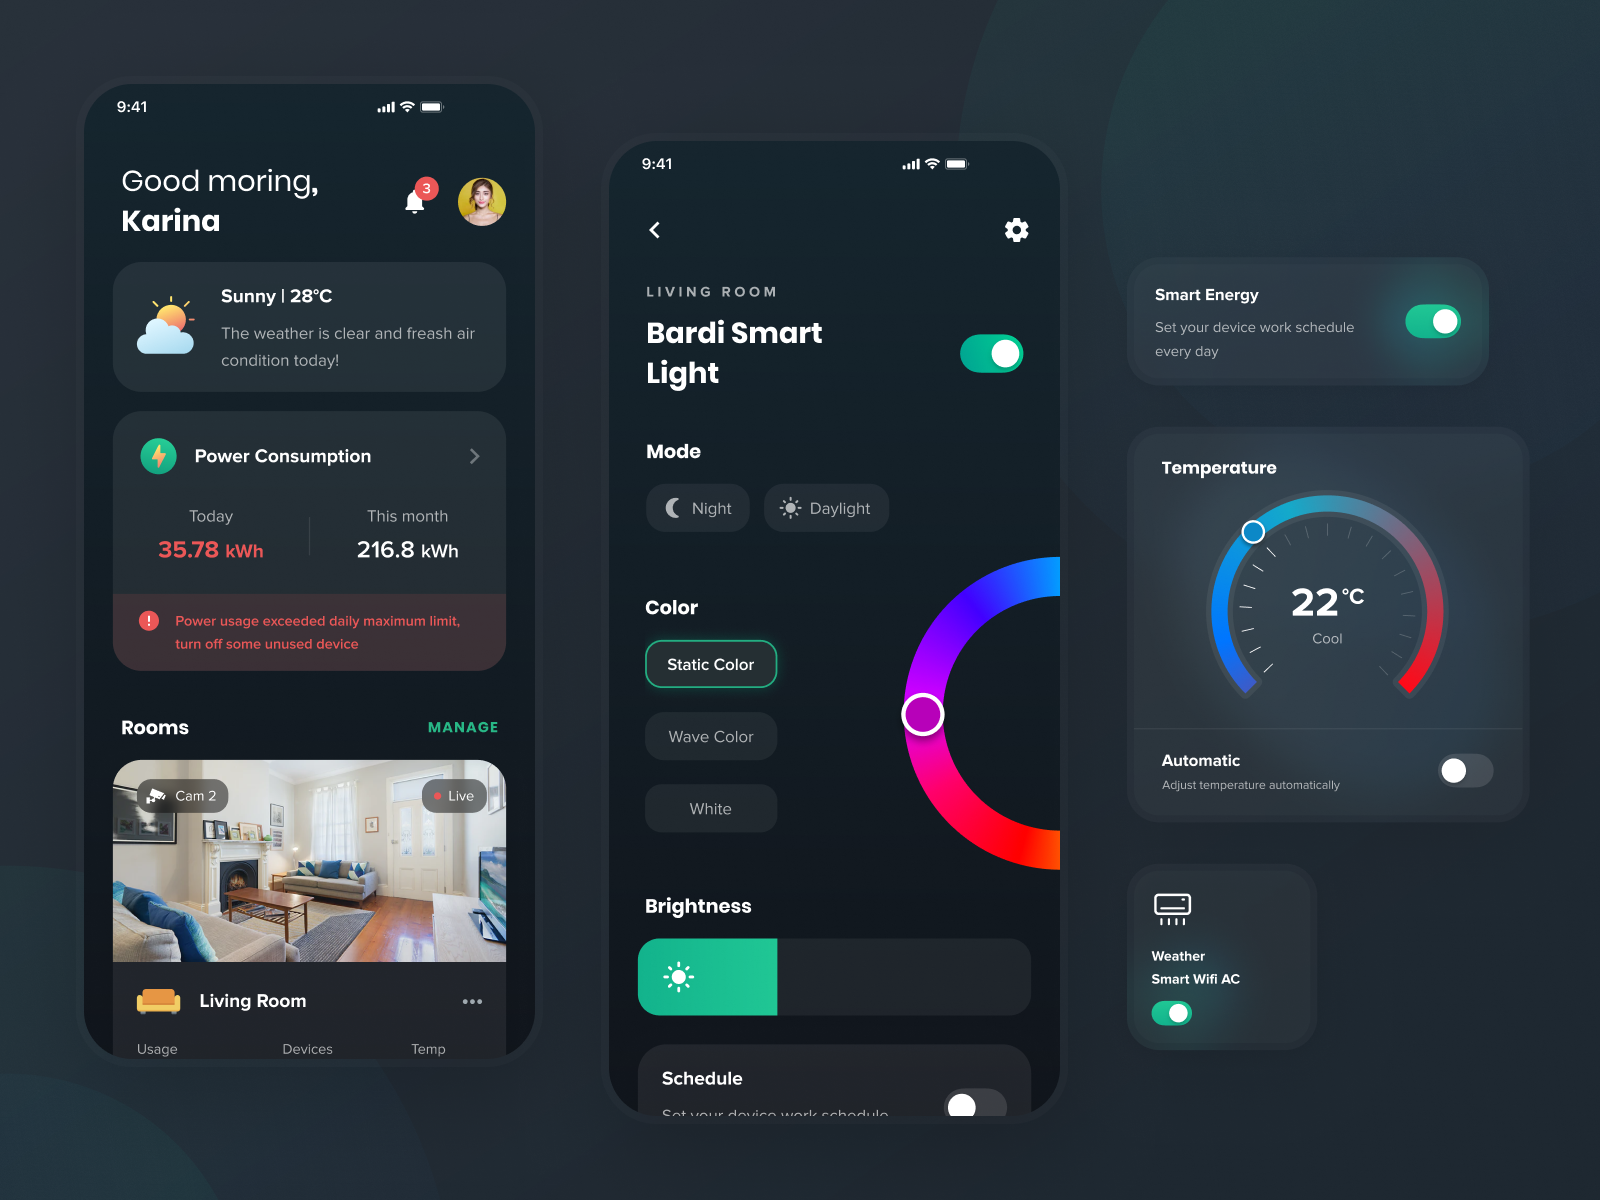 9:41
Good moring,
Karina
3
Sunny | 28°C
The weather is clear and freash air
condition today!
Power Consumption
Today
35.78 kWh
This month
216.8 kWh
Power usage exceeded daily maximum limit,
turn off some unused device
Rooms
MANAGE
Cam 2
Live
Living Room
Usage
Devices
Temp
9:41
LIVING ROOM
Bardi Smart
Light
Mode
Night
Daylight
Color
Static Color
Wave Color
White
Brightness
Schedule
Set your device work schedule
Smart Energy
Set your device work schedule
every day
Temperature
22°C
Cool
Automatic
Adjust temperature automatically
Weather
Smart Wifi AC